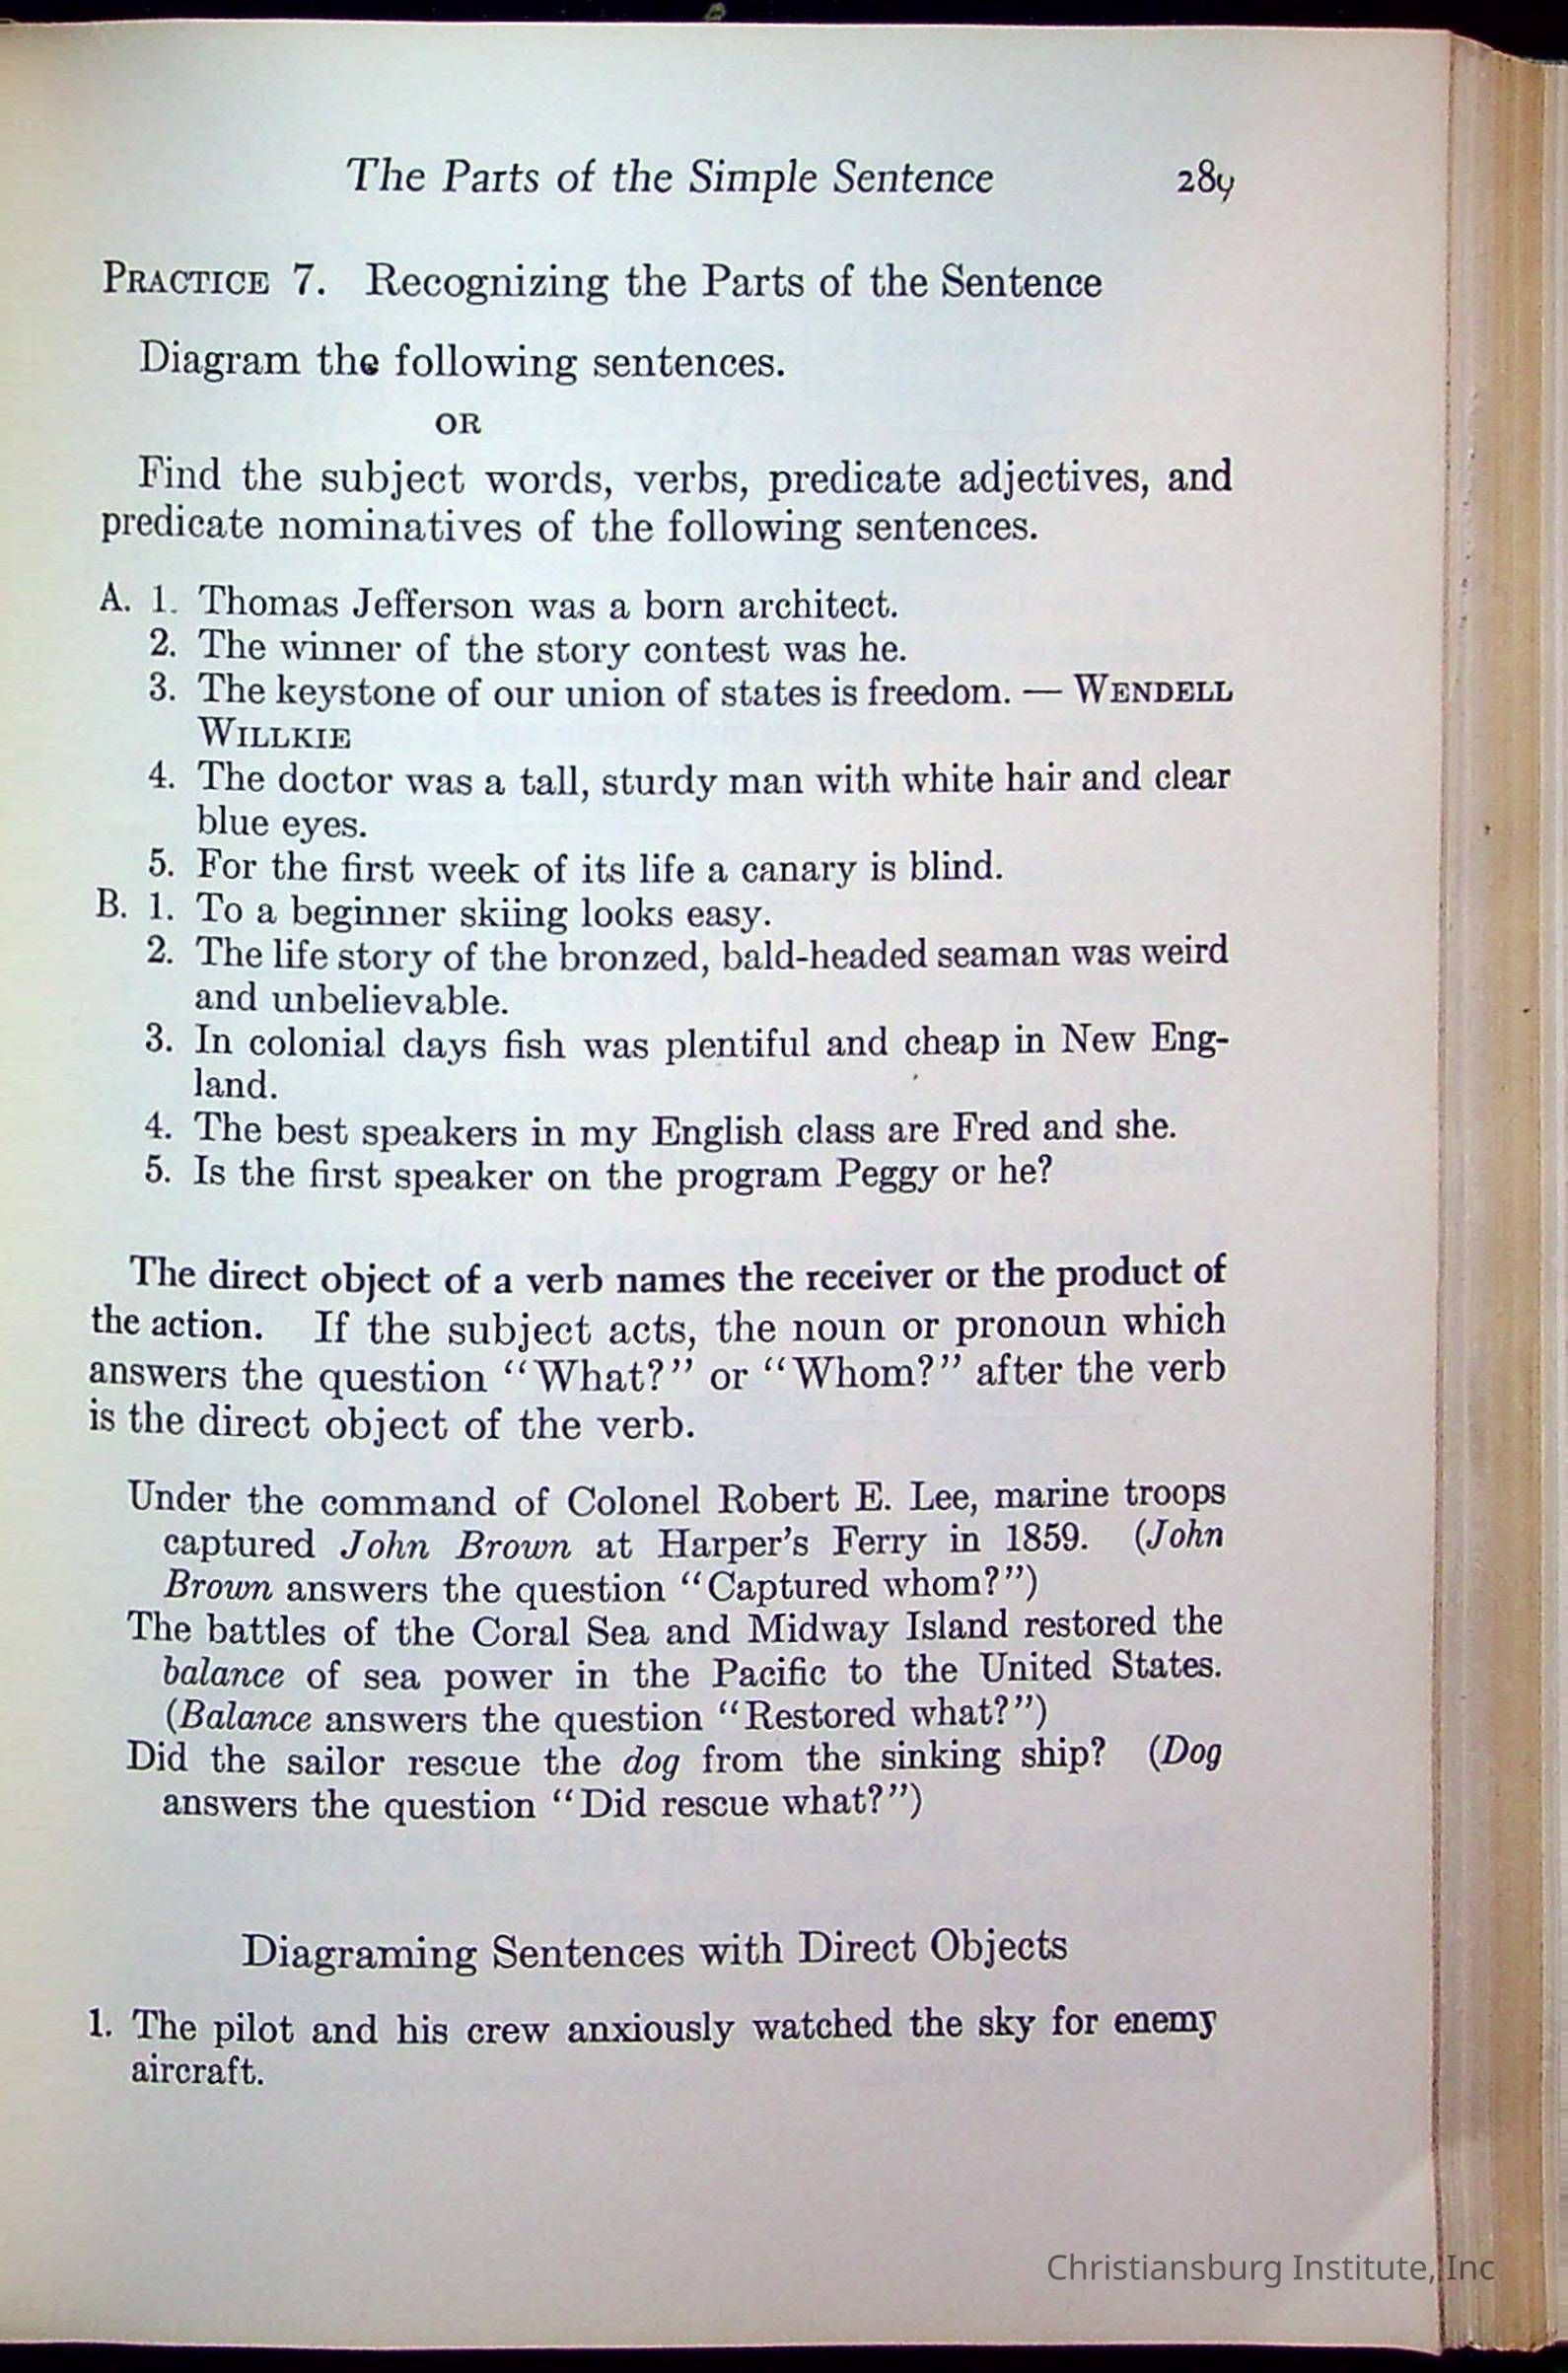 The Parts of the Simple Sentence 289
PRACTICE 7. Recognizing the Parts of the Sentence
Diagram the following sentences.
OR
Find the subject words, verbs, predicate adjectives, and
predicate nominatives of the following sentences.
A. 1. Thomas Jefferson was a born architect.
2. The winner of the story contest was he.
3. The keystone of our union of states is freedom. — WENDELL
WILLKIE
4. The doctor was a tall, sturdy man with white hair and clear
blue eyes.
5. For the first week of its life a canary is blind.
B. 1. To a beginner skiing looks easy.
2. The life story of the bronzed, bald-headed seaman was weird
and unbelievable.
3. In colonial days fish was plentiful and cheap in New Eng-
land.
4. The best speakers in my English class are Fred and she.
5. Is the first speaker on the program Peggy or he?
The direct object of a verb names the receiver or the product of
the action. If the subject acts, the noun or pronoun which
answers the question “What?” or “Whom?” after the verb
is the direct object of the verb.
Under the command of Colonel Robert E. Lee, marine troops
captured John Brown at Harper’s Ferry in 1859. (John
Brown answers the question “Captured whom?”)
The battles of the Coral Sea and Midway Island restored the
balance of sea power in the Pacific to the United States.
(Balance answers the question “Restored what?”)
Did the sailor rescue the dog from the sinking ship? (Dog
answers the question “Did rescue what?”)
Diagraming Sentences with Direct Objects
1. The pilot and his crew anxiously watched the sky for enemy
aircraft.
Christiansburg Institute, Inc